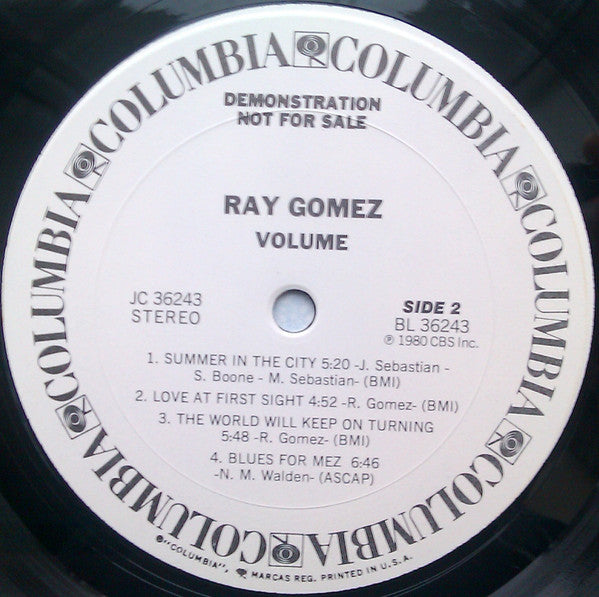 COLUMBIA COLUMBIA COLUMBIA COLUMBIA COLUMBIA COLUMBIA
DEMONSTRATION
NOT FOR SALE
RAY GOMEZ
VOLUME
JC 36243
STEREO
SIDE 2
BL 36243
℗ 1980 CBS Inc.
1. SUMMER IN THE CITY 5:20 -J. Sebastian -
S. Boone - M. Sebastian- (BMI)
2. LOVE AT FIRST SIGHT 4:52 -R. Gomez- (BMI)
3. THE WORLD WILL KEEP ON TURNING
5:48 -R. Gomez- (BMI)
4. BLUES FOR MEZ 6:46
-N. M. Walden- (ASCAP)
®"COLUMBIA", MARCAS REG. PRINTED IN U.S.A.